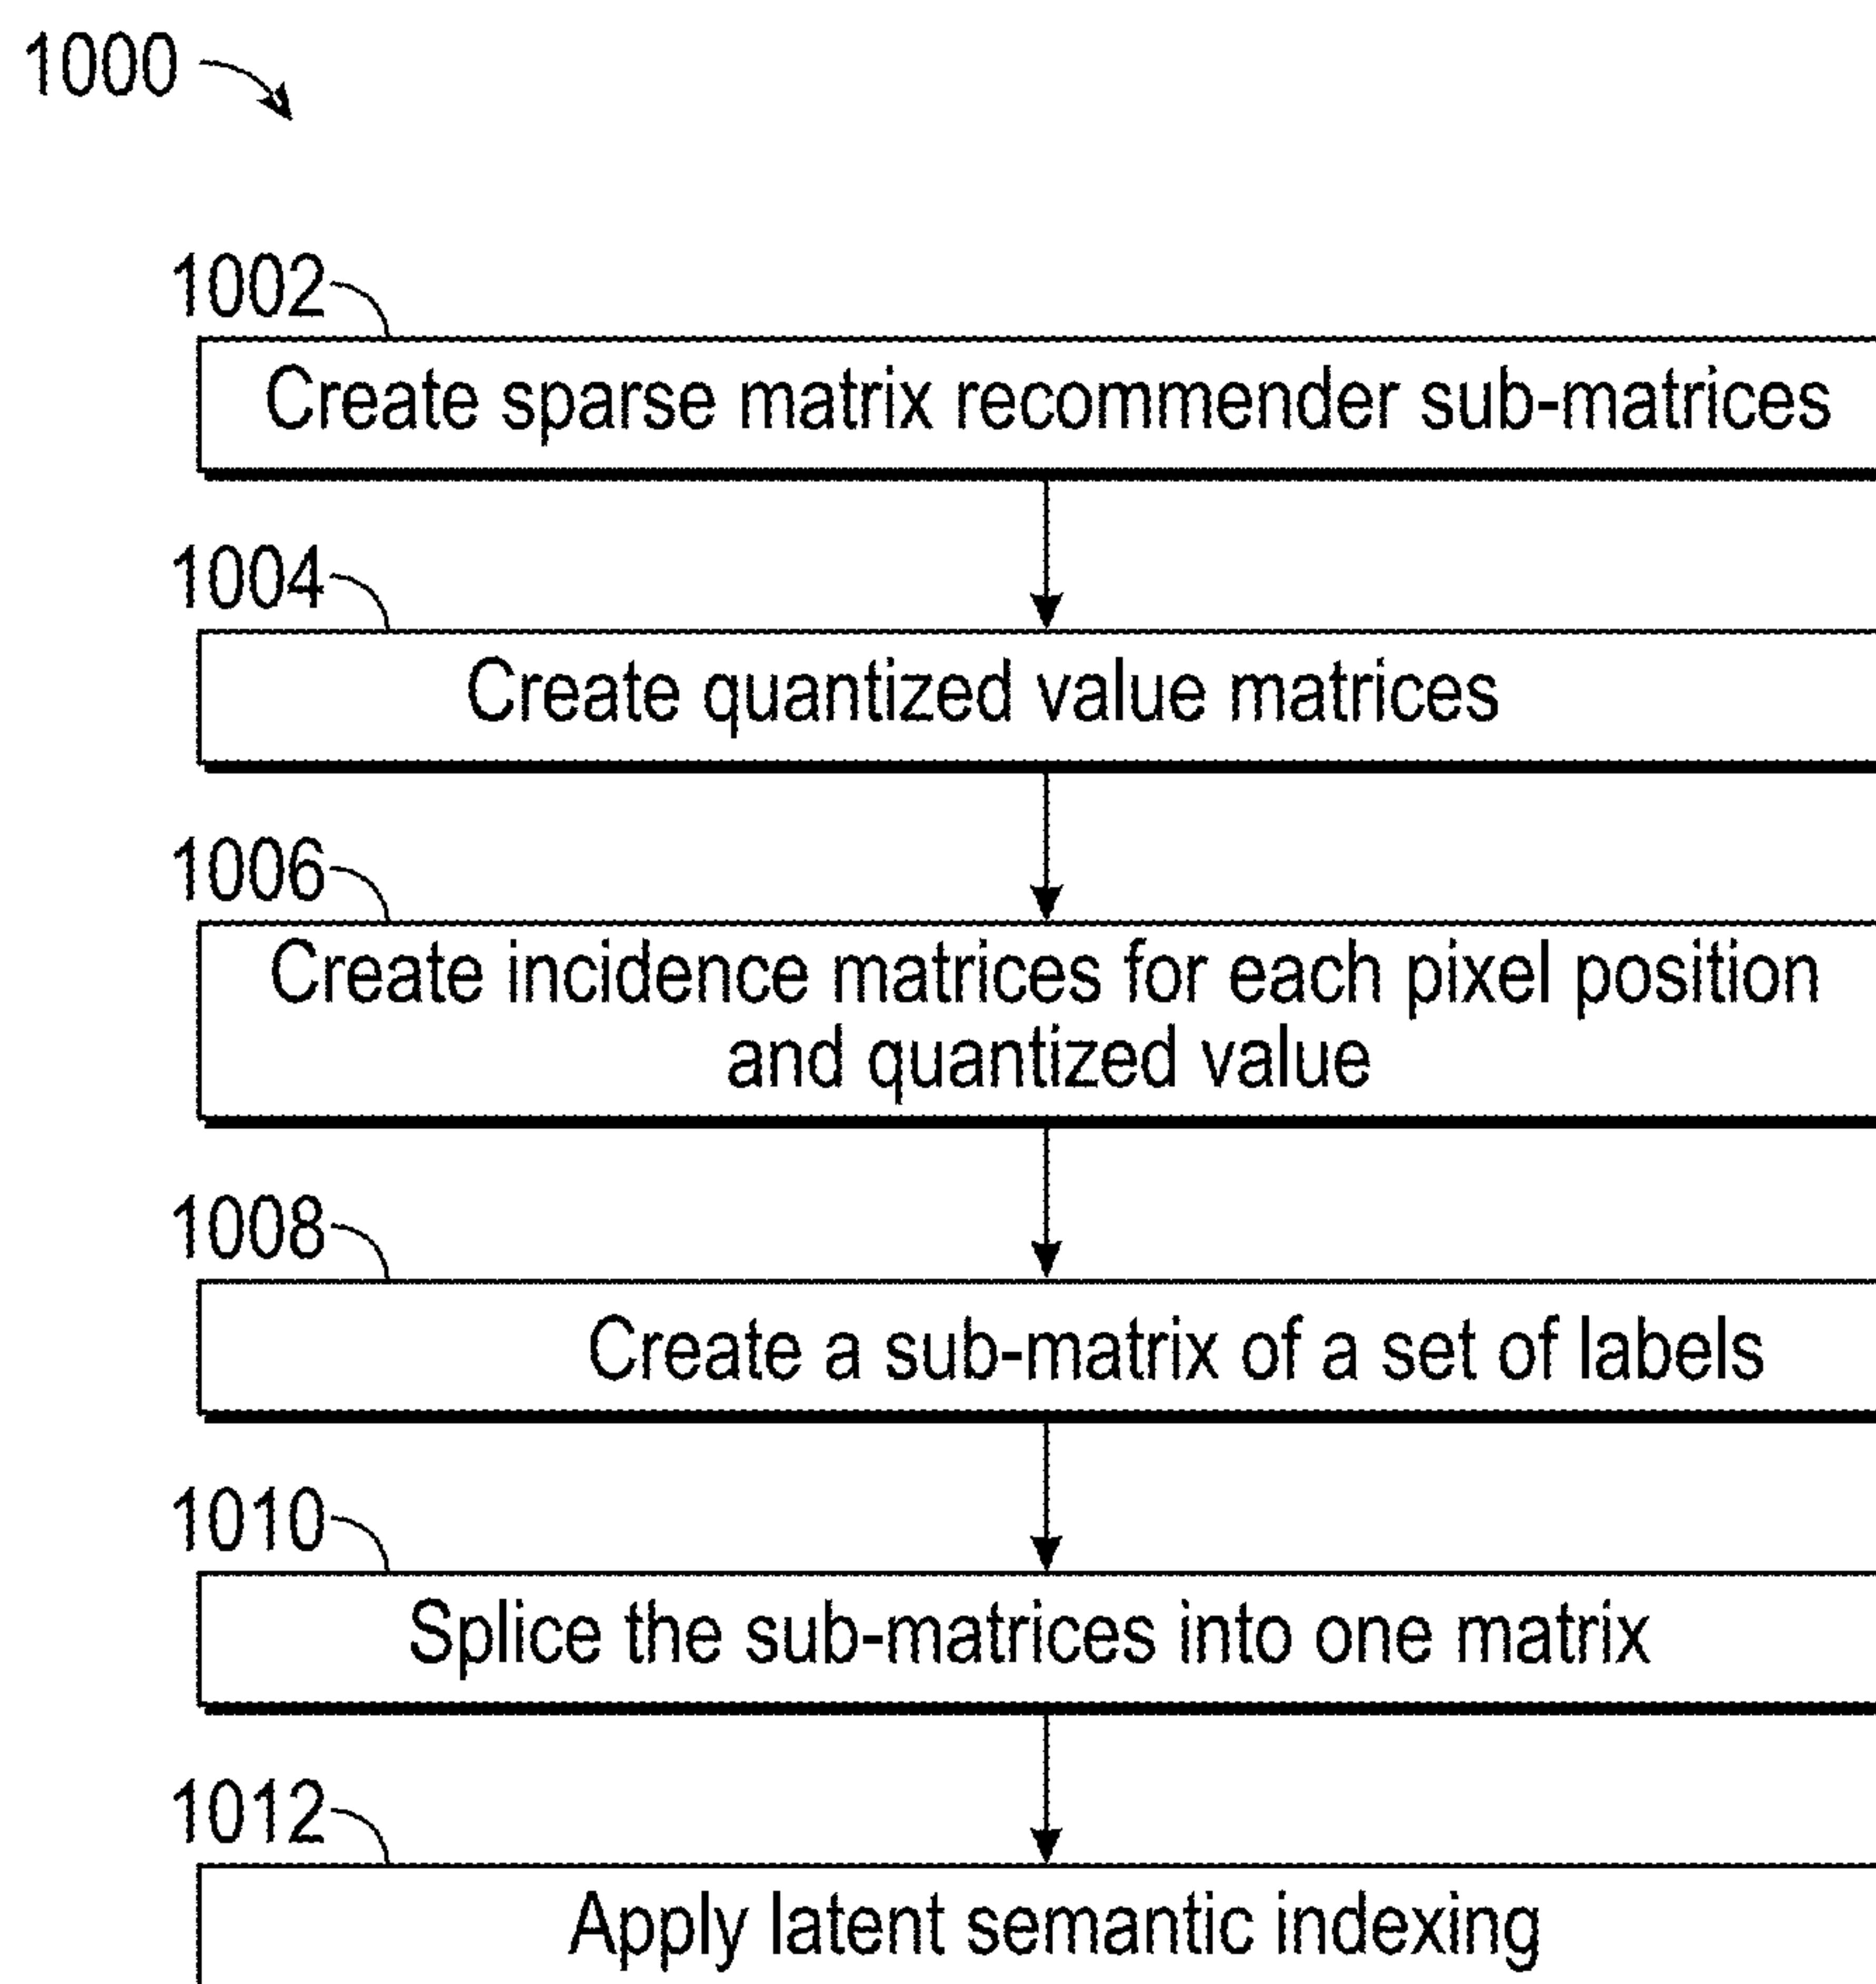 1000
1002
Create sparse matrix recommender sub-matrices
1004
Create quantized value matrices
1006
Create incidence matrices for each pixel position
and quantized value
1008
Create a sub-matrix of a set of labels
1010
Splice the sub-matrices into one matrix
1012
Apply latent semantic indexing